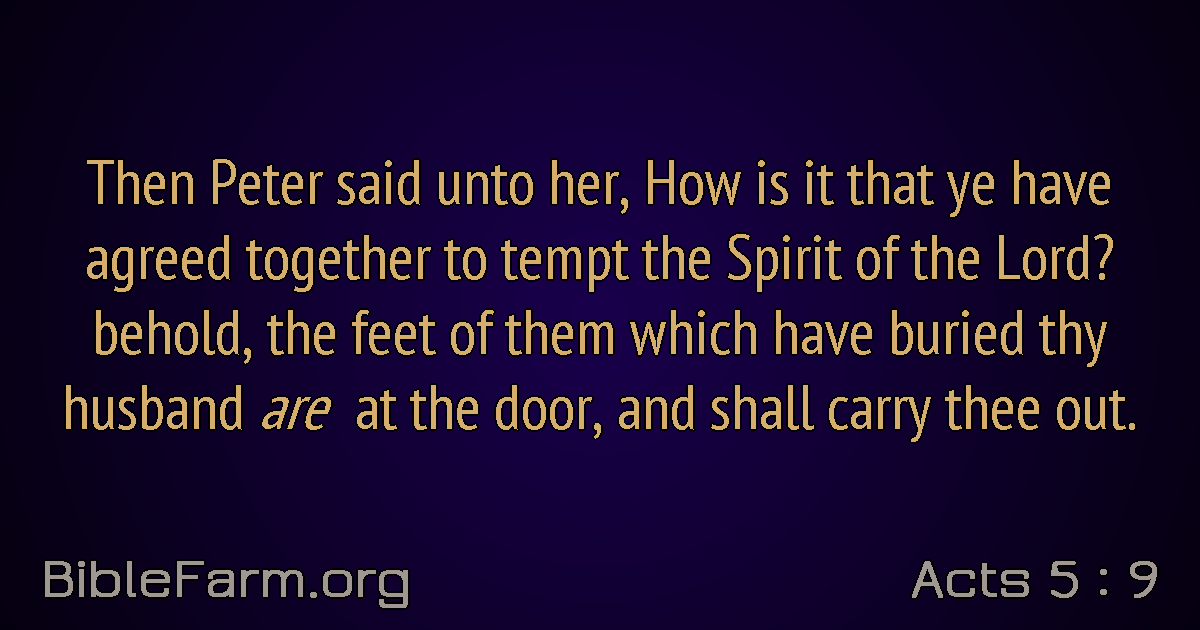 Then Peter said unto her, How is it that ye have
agreed together to tempt the Spirit of the Lord?
behold, the feet of them which have buried thy
husband are at the door, and shall carry thee out.
BibleFarm.org
Acts 5 : 9